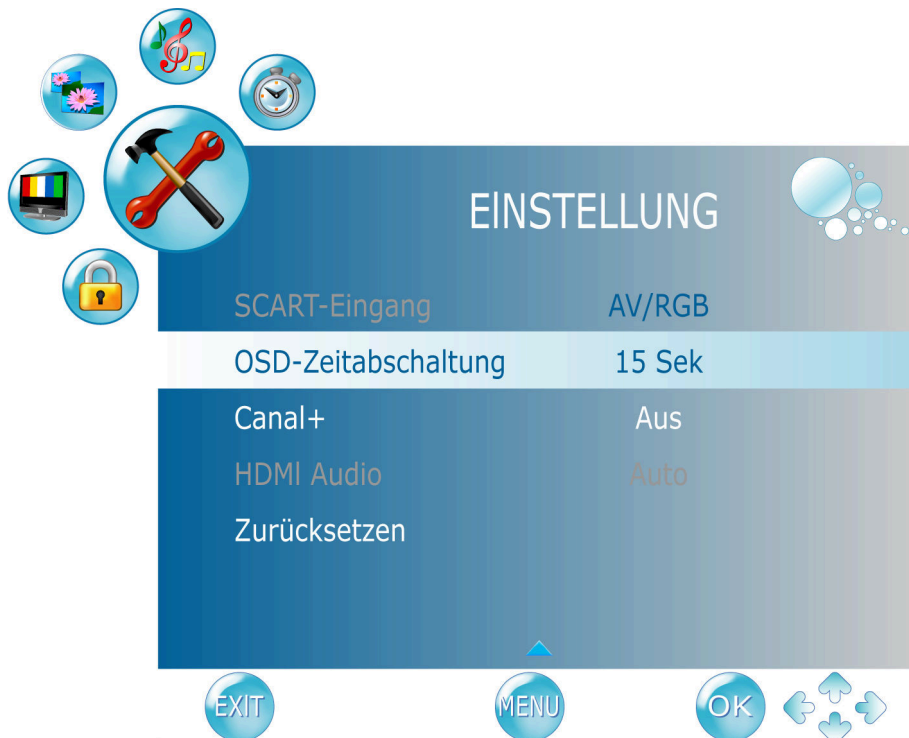 EINSTELLUNG
SCART-Eingang AV/RGB
OSD-Zeitabschaltung 15 Sek
Canal+ Aus
HDMI Audio Auto
Zurücksetzen
EXIT MENU OK